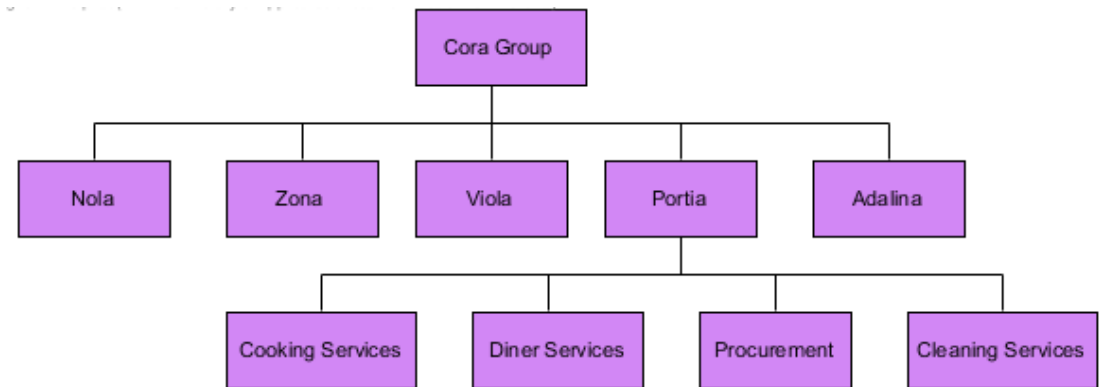 Cora Group
Nola
Zona
Viola
Portia
Adalina
Cooking Services
Diner Services
Procurement
Cleaning Services